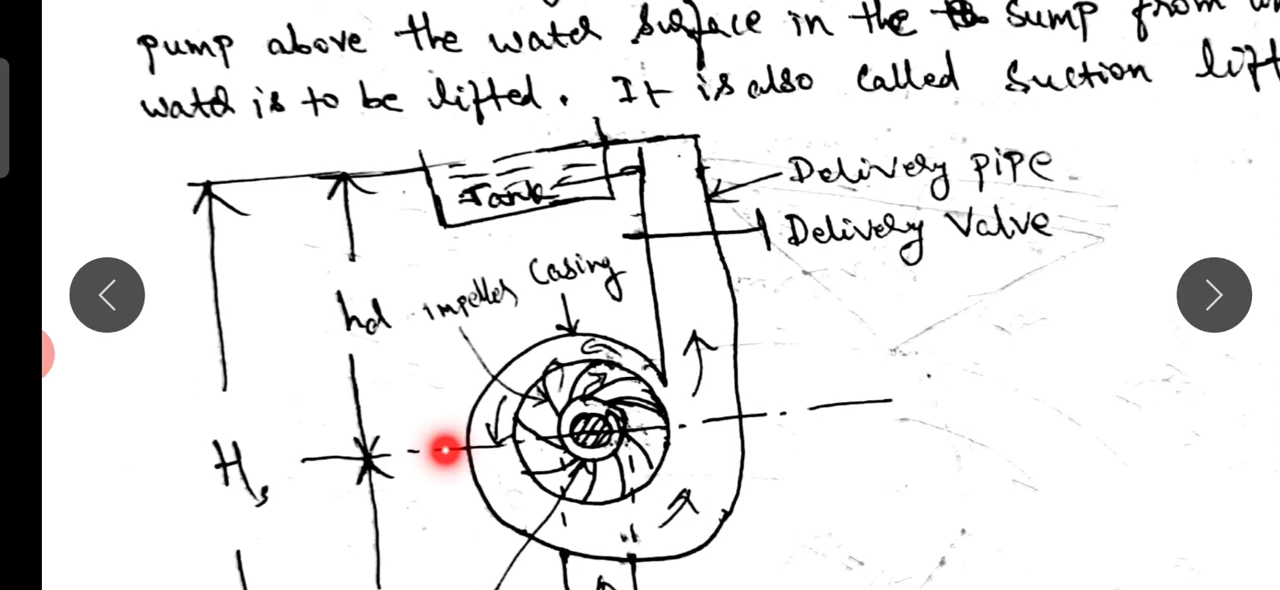 pump above the water surface in the sump from
water is to be lifted. It is also called suction lift
Tank
Delivery pipe
Delivery Valve
Casing
impeller
hd
Hs